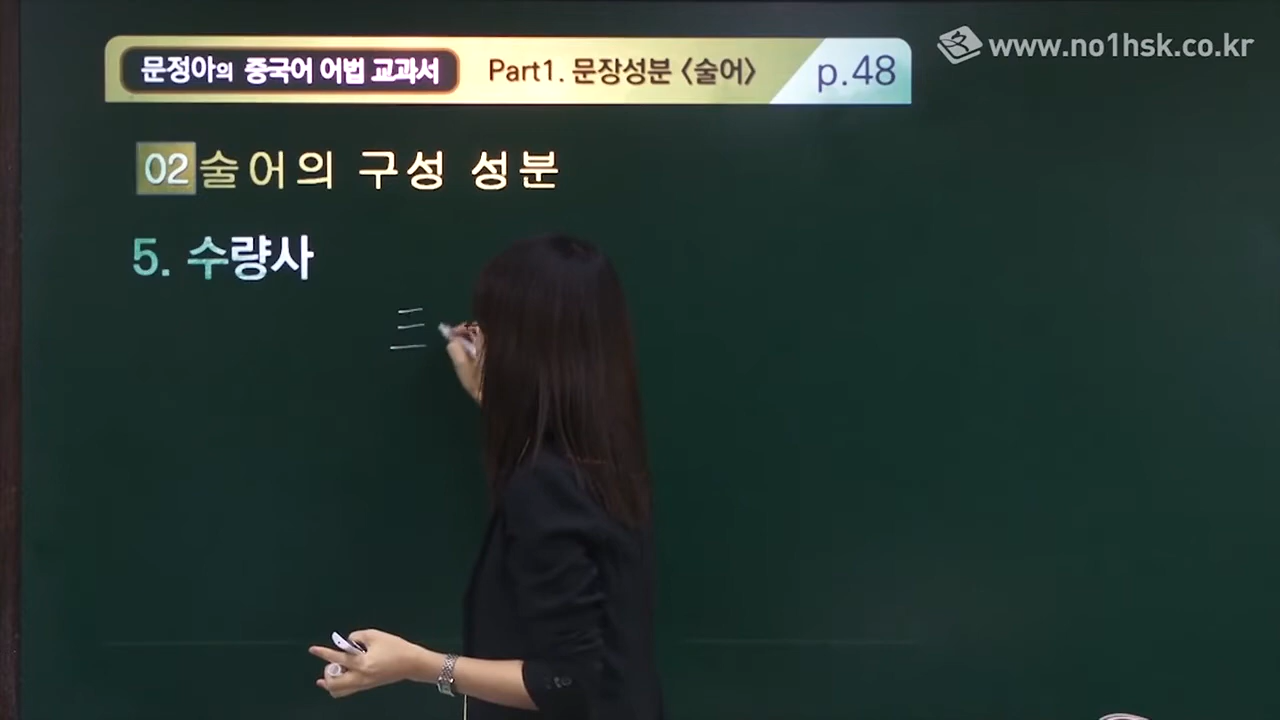 www.no1hsk.co.kr
문정아의 중국어 어법 교과서 Part1. 문장성분 <술어> p.48
02 술어의 구성 성분
5. 수량사
三